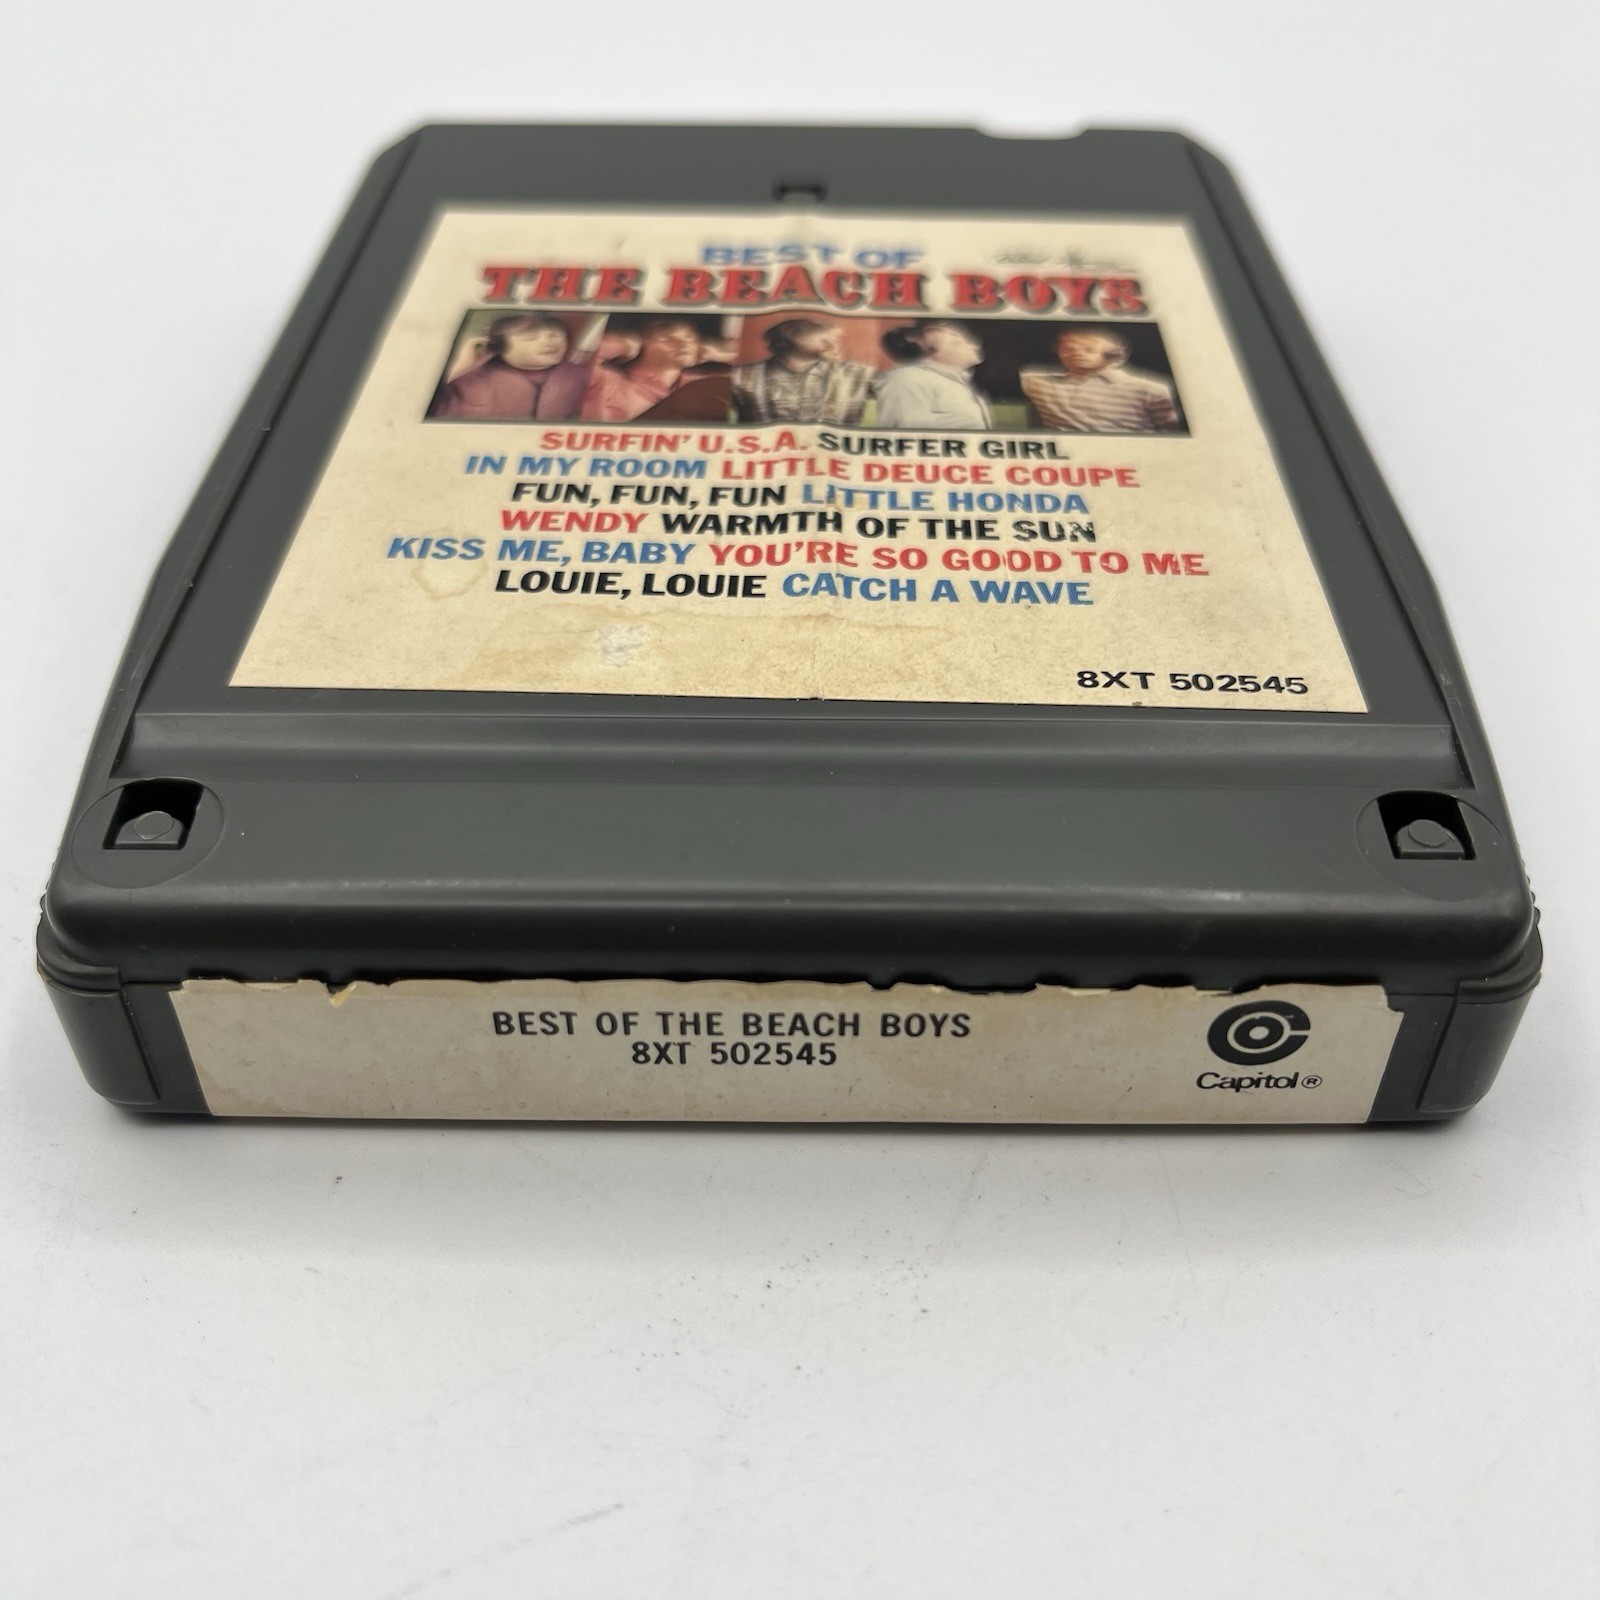 BEST OF
THE BEACH BOYS
SURFIN' U.S.A. SURFER GIRL
IN MY ROOM LITTLE DEUCE COUPE
FUN, FUN, FUN LITTLE HONDA
WENDY WARMTH OF THE SUN
KISS ME, BABY YOU'RE SO GOOD TO ME
LOUIE, LOUIE CATCH A WAVE
8XT 502545
BEST OF THE BEACH BOYS
8XT 502545
Capitol®